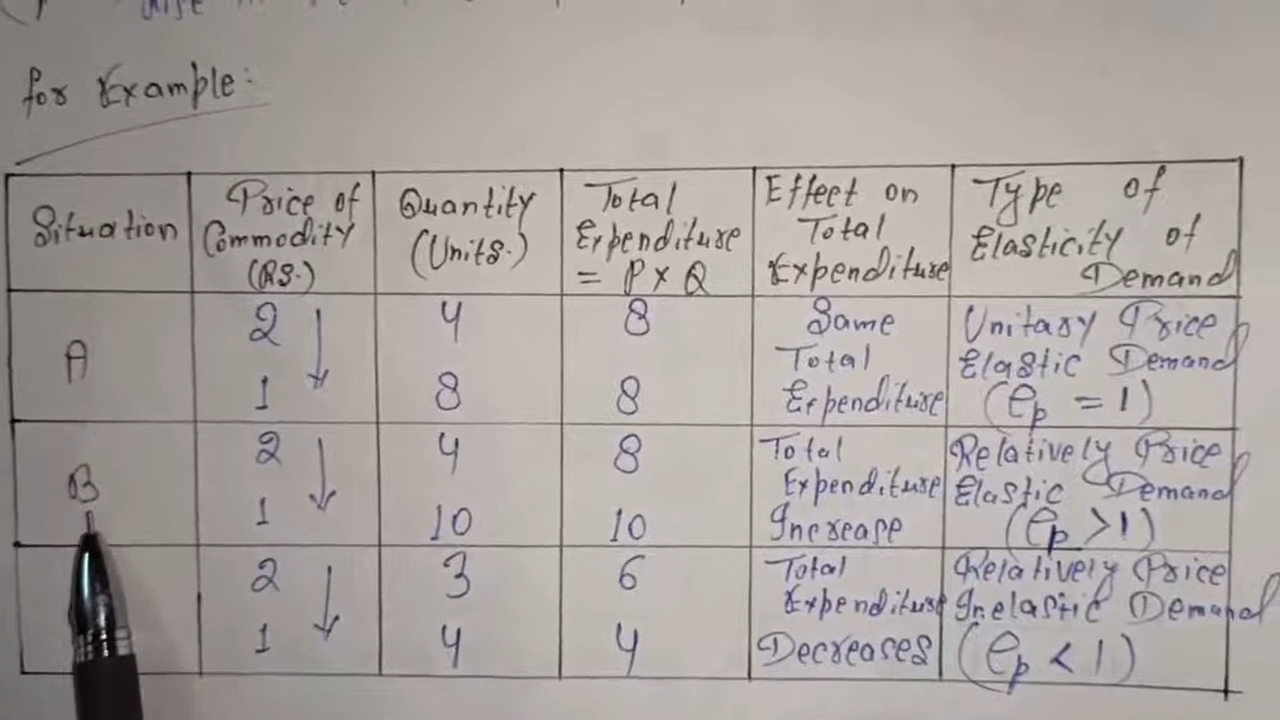 for Example:
Situation
Price of
Commodity
(RS.)
Quantity
(Units.)
Total
Expenditure
= P x Q
Effect on
Total
Expenditure
Type of
Elasticity of
Demand
A
2 4 8
1 8 8
Same
Total
Expenditure
Unitary Price
Elastic Demand
(ep = 1)
B
2 4 8
1 10 10
Total
Expenditure
Increase
Relatively Price
Elastic Demand
(ep > 1)
2 3 6
1 4 4
Total
Expenditure
Decreases
Relatively Price
Inelastic Demand
(ep < 1)